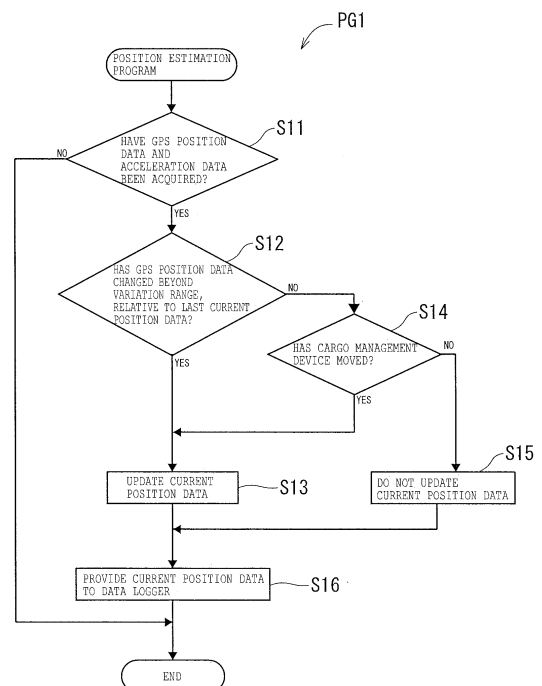 PG1
POSITION ESTIMATION
PROGRAM
S11
HAVE GPS POSITION
DATA AND
ACCELERATION DATA
BEEN ACQUIRED?
NO
YES
S12
HAS GPS POSITION DATA
CHANGED BEYOND
VARIATION RANGE,
RELATIVE TO LAST CURRENT
POSITION DATA?
NO
YES
S14
HAS CARGO MANAGEMENT
DEVICE MOVED?
NO
YES
UPDATE CURRENT
POSITION DATA
S13
S15
DO NOT UPDATE
CURRENT POSITION DATA
PROVIDE CURRENT POSITION DATA
TO DATA LOGGER
S16
END